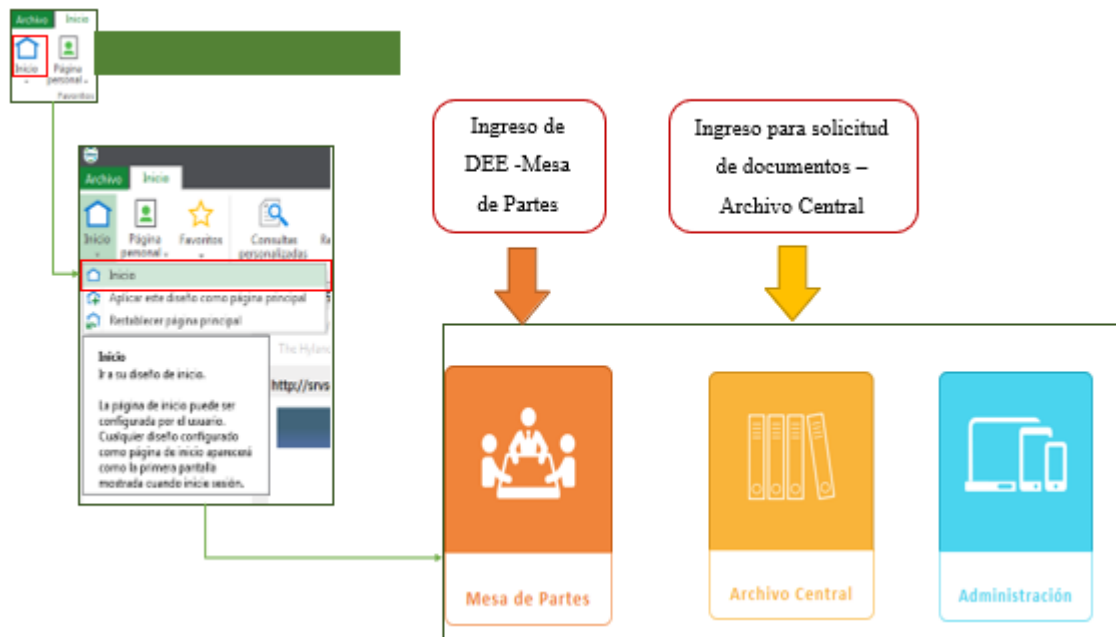 Archivo Inicio
Inicio Página personal
Favoritos
Ingreso de
DEE -Mesa
de Partes
Ingreso para solicitud
de documentos –
Archivo Central
Archivo Inicio
Inicio Página personal Favoritos Consultas personalizadas
Inicio
Aplicar este diseño como página principal
Restablecer página principal
Inicio
Ir a su diseño de inicio.
La página de inicio puede ser
configurada por el usuario.
Cualquier diseño configurado
como página de inicio aparecerá
como la primera pantalla
mostrada cuando inicie sesión.
The Hylan
http://srvs
Mesa de Partes
Archivo Central
Administración